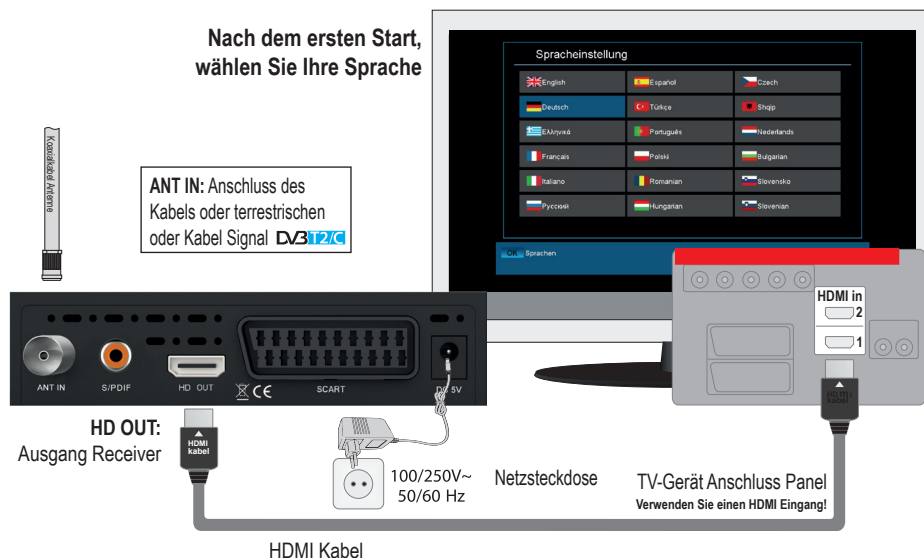 Nach dem ersten Start,
wählen Sie Ihre Sprache
Spracheinstellung
English
Español
Czech
Deutsch
Türkçe
Shqip
Ελληνικά
Português
Nederlands
Français
Polski
Bulgarian
Italiano
Romanian
Slovensko
Русский
Hungarian
Slovenian
OK Sprachen
Koaxialkabel Antenne
ANT IN: Anschluss des
Kabels oder terrestrischen
oder Kabel Signal DVB T2/C
HDMI in
2
1
ANT IN
S/PDIF
HD OUT
CE
SCART
DC 5V
HD OUT:
Ausgang Receiver
HDMI
kabel
100/250V~
50/60 Hz
Netzsteckdose
HDMI
kabel
TV-Gerät Anschluss Panel
Verwenden Sie einen HDMI Eingang!
HDMI Kabel